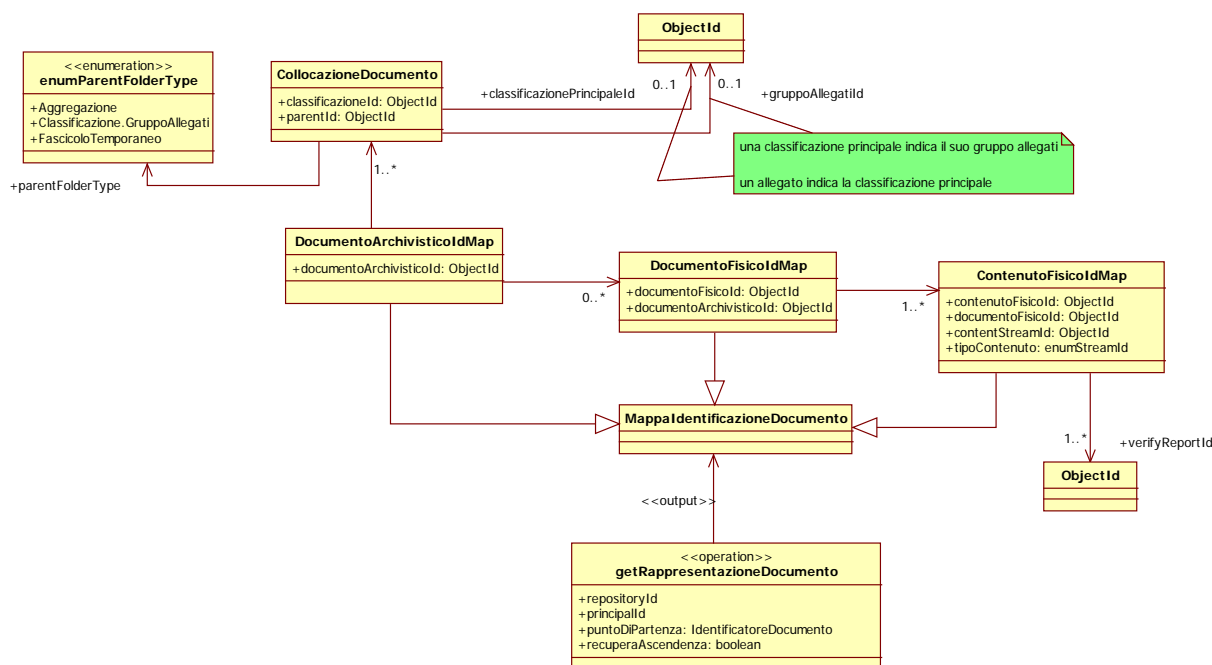 ObjectId
<<enumeration>>
enumParentFolderType
+Aggregazione
+Classificazione.GruppoAllegati
+FascicoloTemporaneo
CollocazioneDocumento
+classificazioneId: ObjectId
+parentId: ObjectId
0..1
0..1
+classificazionePrincipaleId
+gruppoAllegatiId
una classificazione principale indica il suo gruppo allegati
un allegato indica la classificazione principale
+parentFolderType
1..*
DocumentoArchivisticoIdMap
+documentoArchivisticoId: ObjectId
0..*
DocumentoFisicoIdMap
+documentoFisicoId: ObjectId
+documentoArchivisticoId: ObjectId
1..*
ContenutoFisicoIdMap
+contenutoFisicoId: ObjectId
+documentoFisicoId: ObjectId
+contentStreamId: ObjectId
+tipoContenuto: enumStreamId
MappaIdentificazioneDocumento
1..*
+verifyReportId
ObjectId
<<output>>
<<operation>>
getRappresentazioneDocumento
+repositoryId
+principalId
+puntoDiPartenza: IdentificatoreDocumento
+recuperaAscendenza: boolean